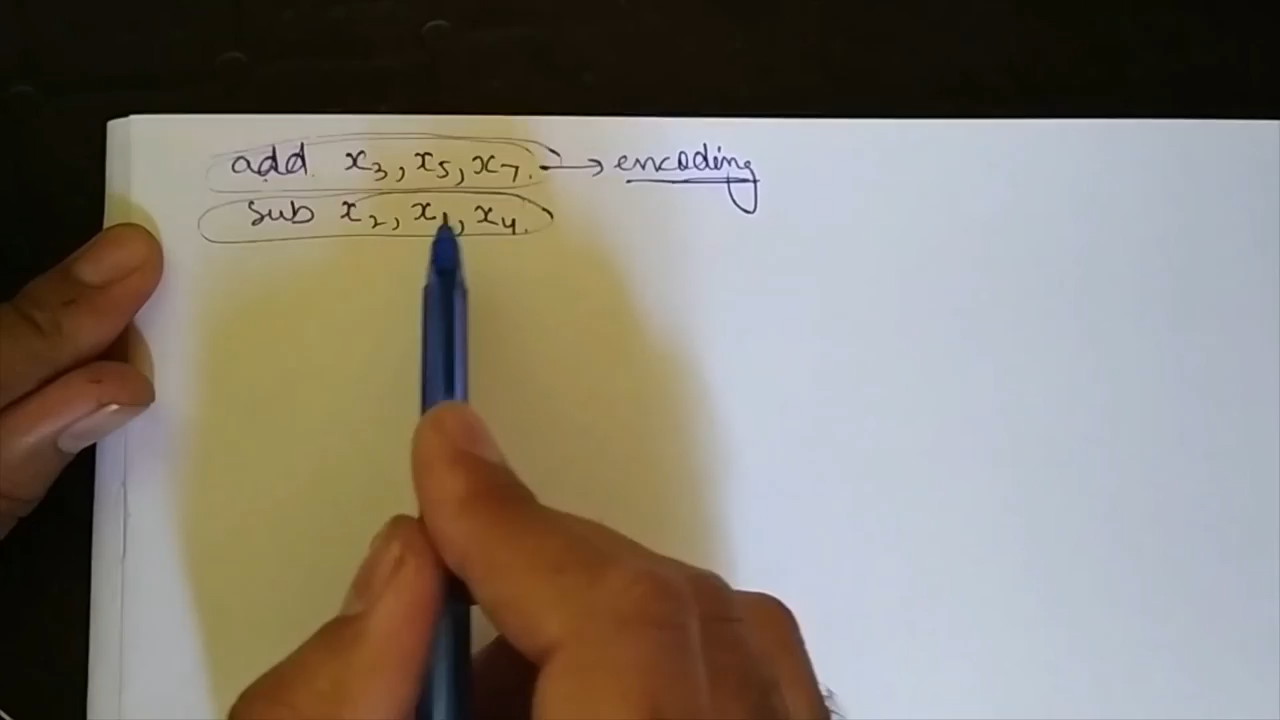 add x3, x5, x7. → encoding
sub x2, x1, x4.